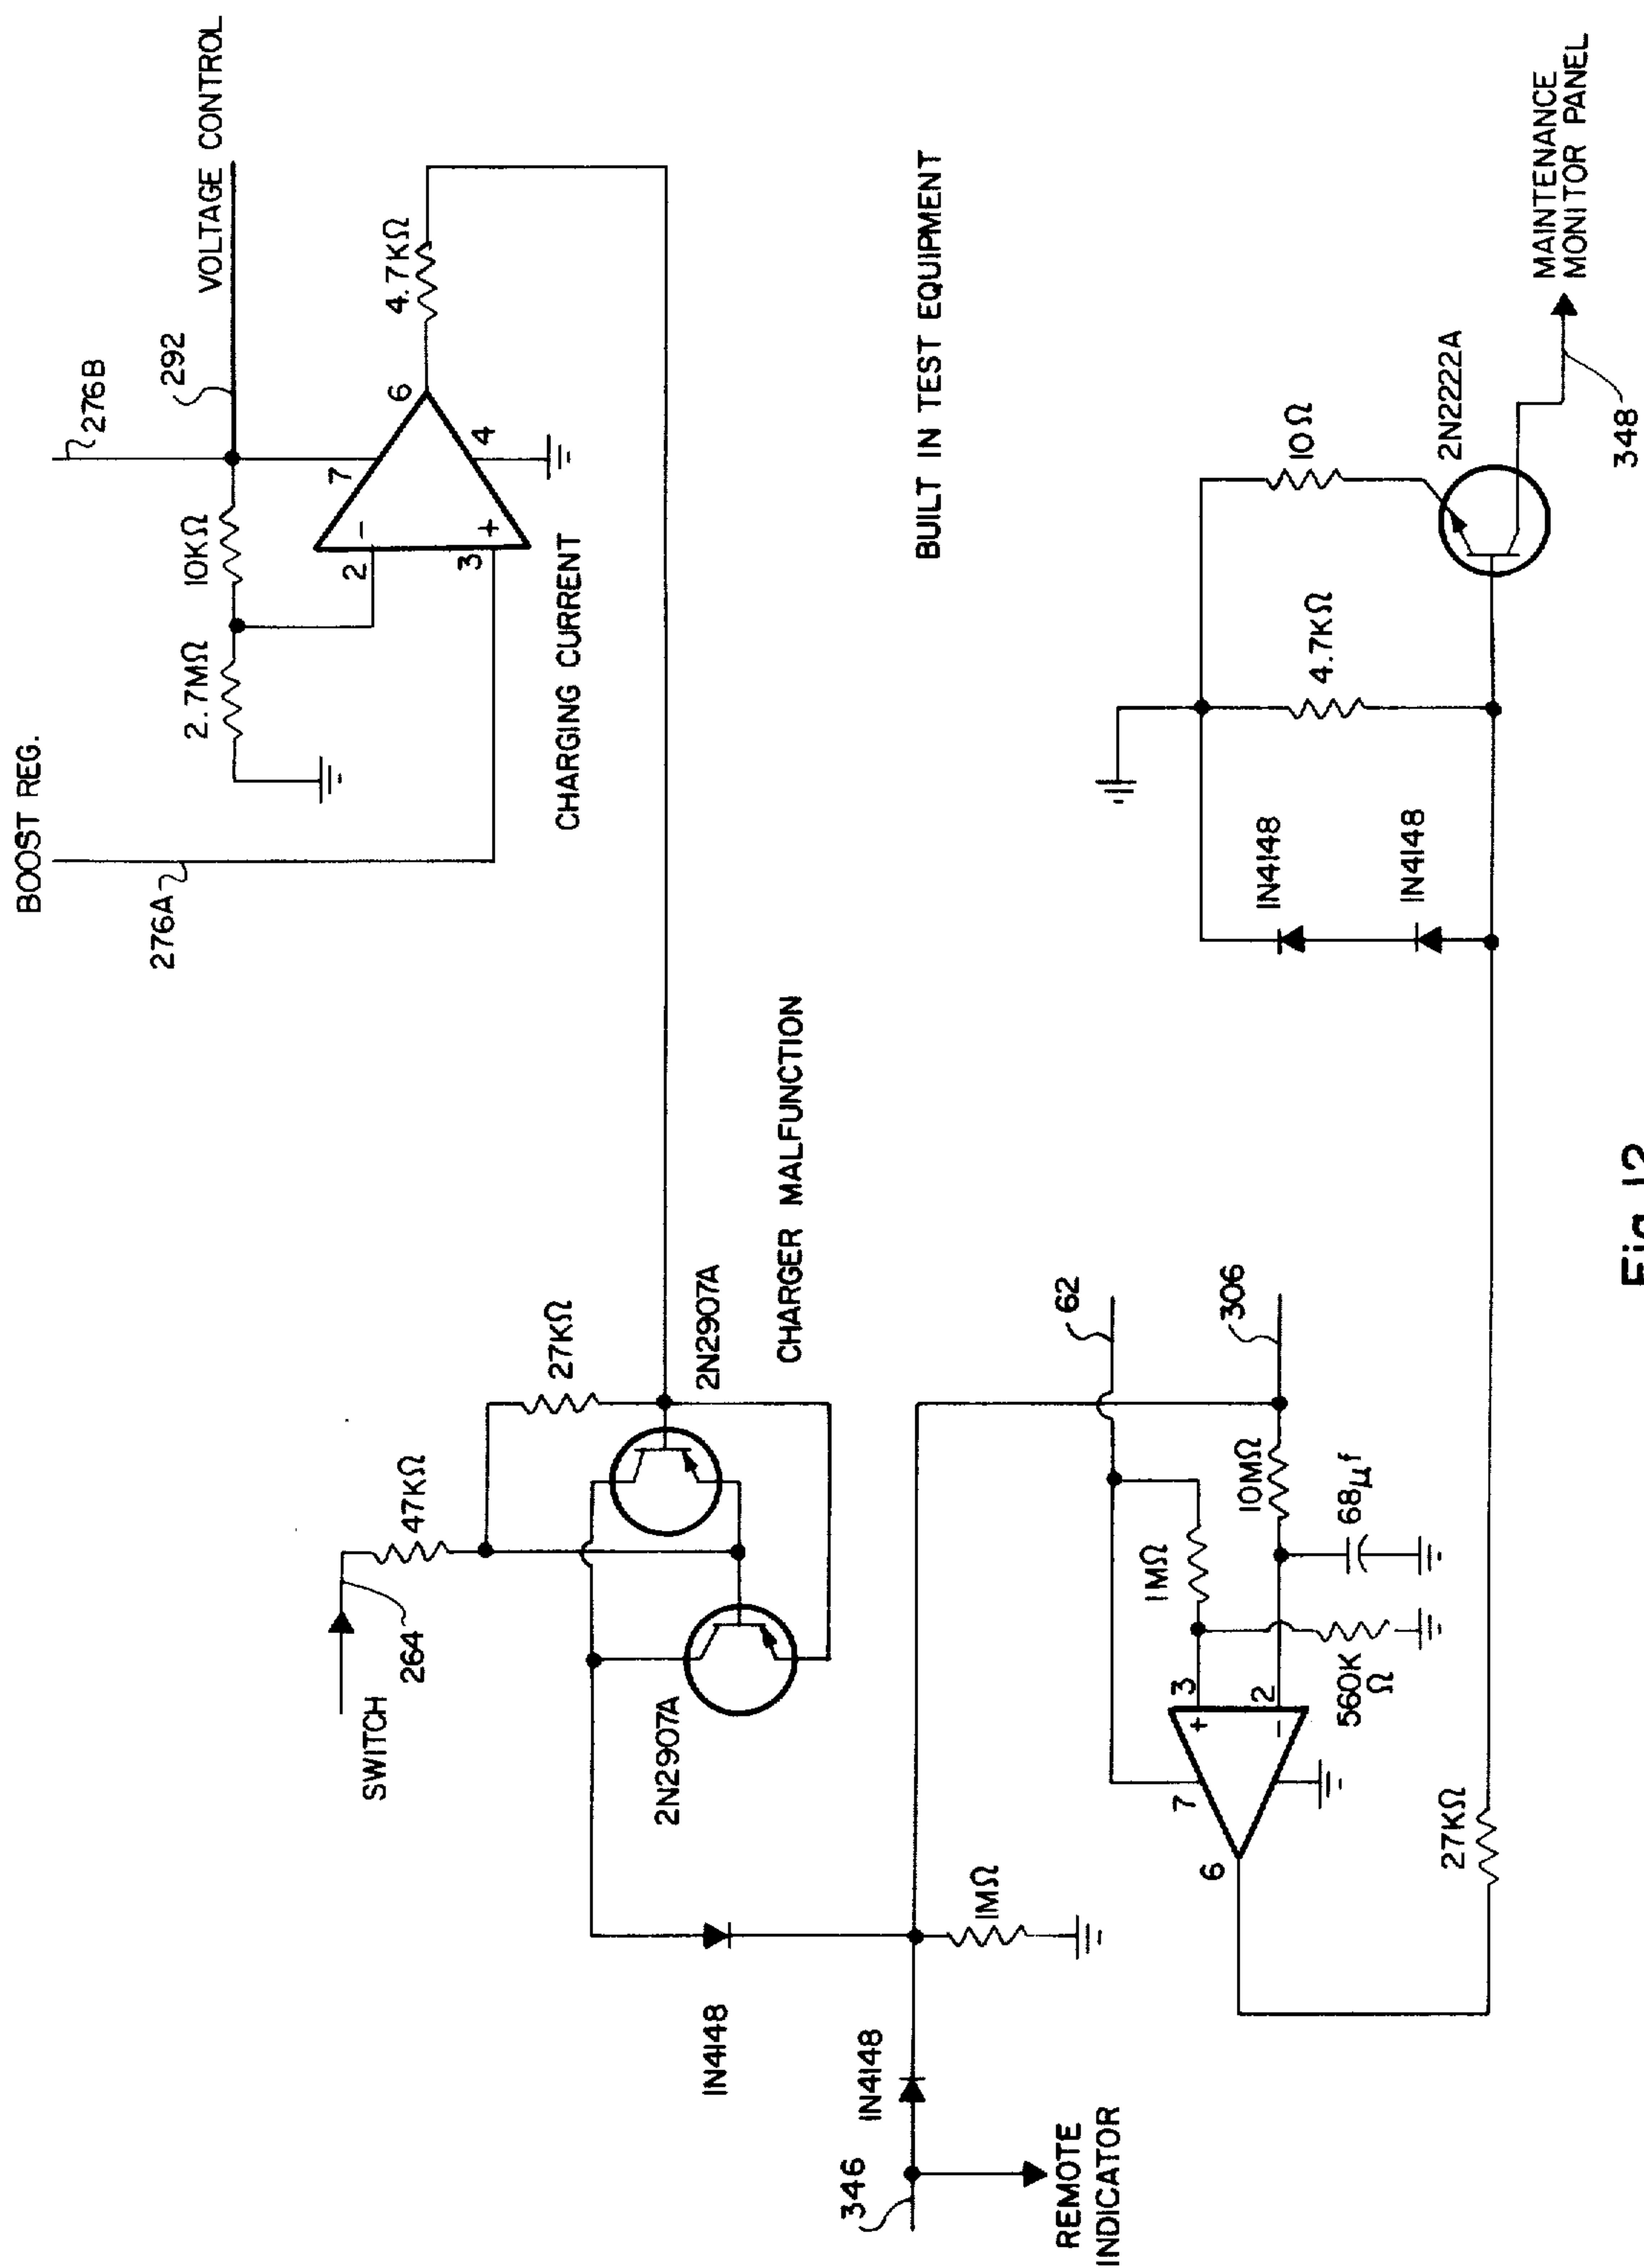 BOOST REG.
276A
276B
292
VOLTAGE CONTROL
2.7MΩ
10KΩ
2
3
-
+
7
6
4
4.7KΩ
CHARGING CURRENT
SWITCH
264
47KΩ
27KΩ
2N2907A
2N2907A
CHARGER MALFUNCTION
BUILT IN TEST EQUIPMENT
IN4148
346
IN4148
REMOTE
INDICATOR
1MΩ
62
306
1MΩ
10MΩ
68μf
560K
Ω
3
2
+
-
7
6
27KΩ
IN4148
IN4148
4.7KΩ
10Ω
2N2222A
348
MAINTENANCE
MONITOR PANEL
Fig. 12